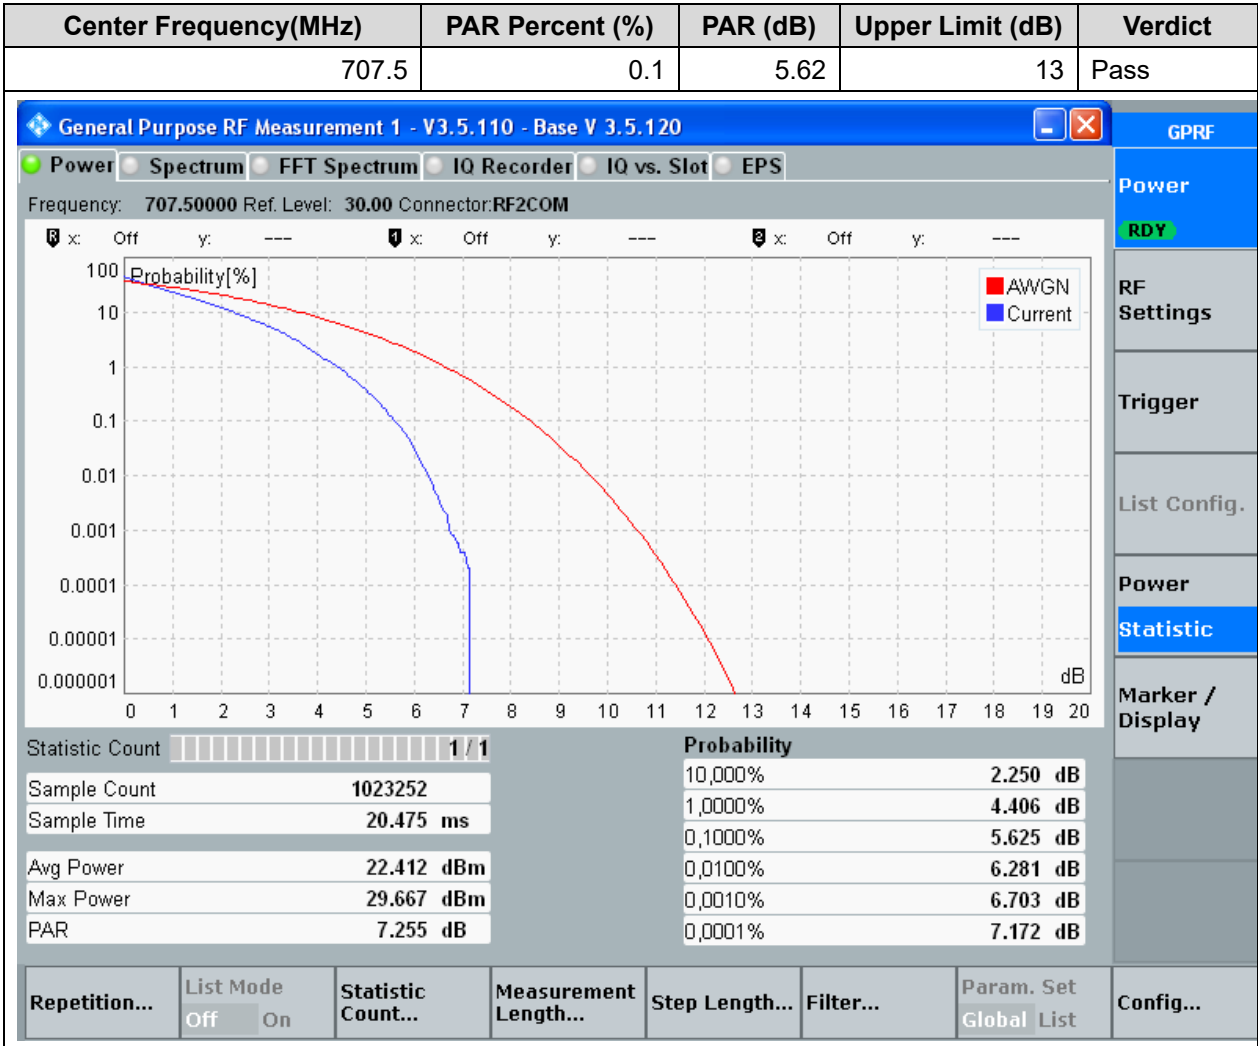 Center Frequency(MHz) PAR Percent (%) PAR (dB) Upper Limit (dB) Verdict
707.5 0.1 5.62 13 Pass
General Purpose RF Measurement 1 - V3.5.110 - Base V 3.5.120
GPRF
Power Spectrum FFT Spectrum IQ Recorder IQ vs. Slot EPS
Frequency: 707.50000 Ref. Level: 30.00 Connector:RF2COM
R x: Off y: --- 1 x: Off y: --- 2 x: Off y: ---
Probability[%]
AWGN
Current
100
10
1
0.1
0.01
0.001
0.0001
0.00001
0.000001
dB
0 1 2 3 4 5 6 7 8 9 10 11 12 13 14 15 16 17 18 19 20
Statistic Count 1 / 1
Sample Count 1023252
Sample Time 20.475 ms
Avg Power 22.412 dBm
Max Power 29.667 dBm
PAR 7.255 dB
Probability
10,000% 2.250 dB
1,0000% 4.406 dB
0,1000% 5.625 dB
0,0100% 6.281 dB
0,0010% 6.703 dB
0,0001% 7.172 dB
Power
RDY
RF
Settings
Trigger
List Config.
Power
Statistic
Marker /
Display
Repetition...
List Mode
Off On
Statistic
Count...
Measurement
Length...
Step Length...
Filter...
Param. Set
Global List
Config...